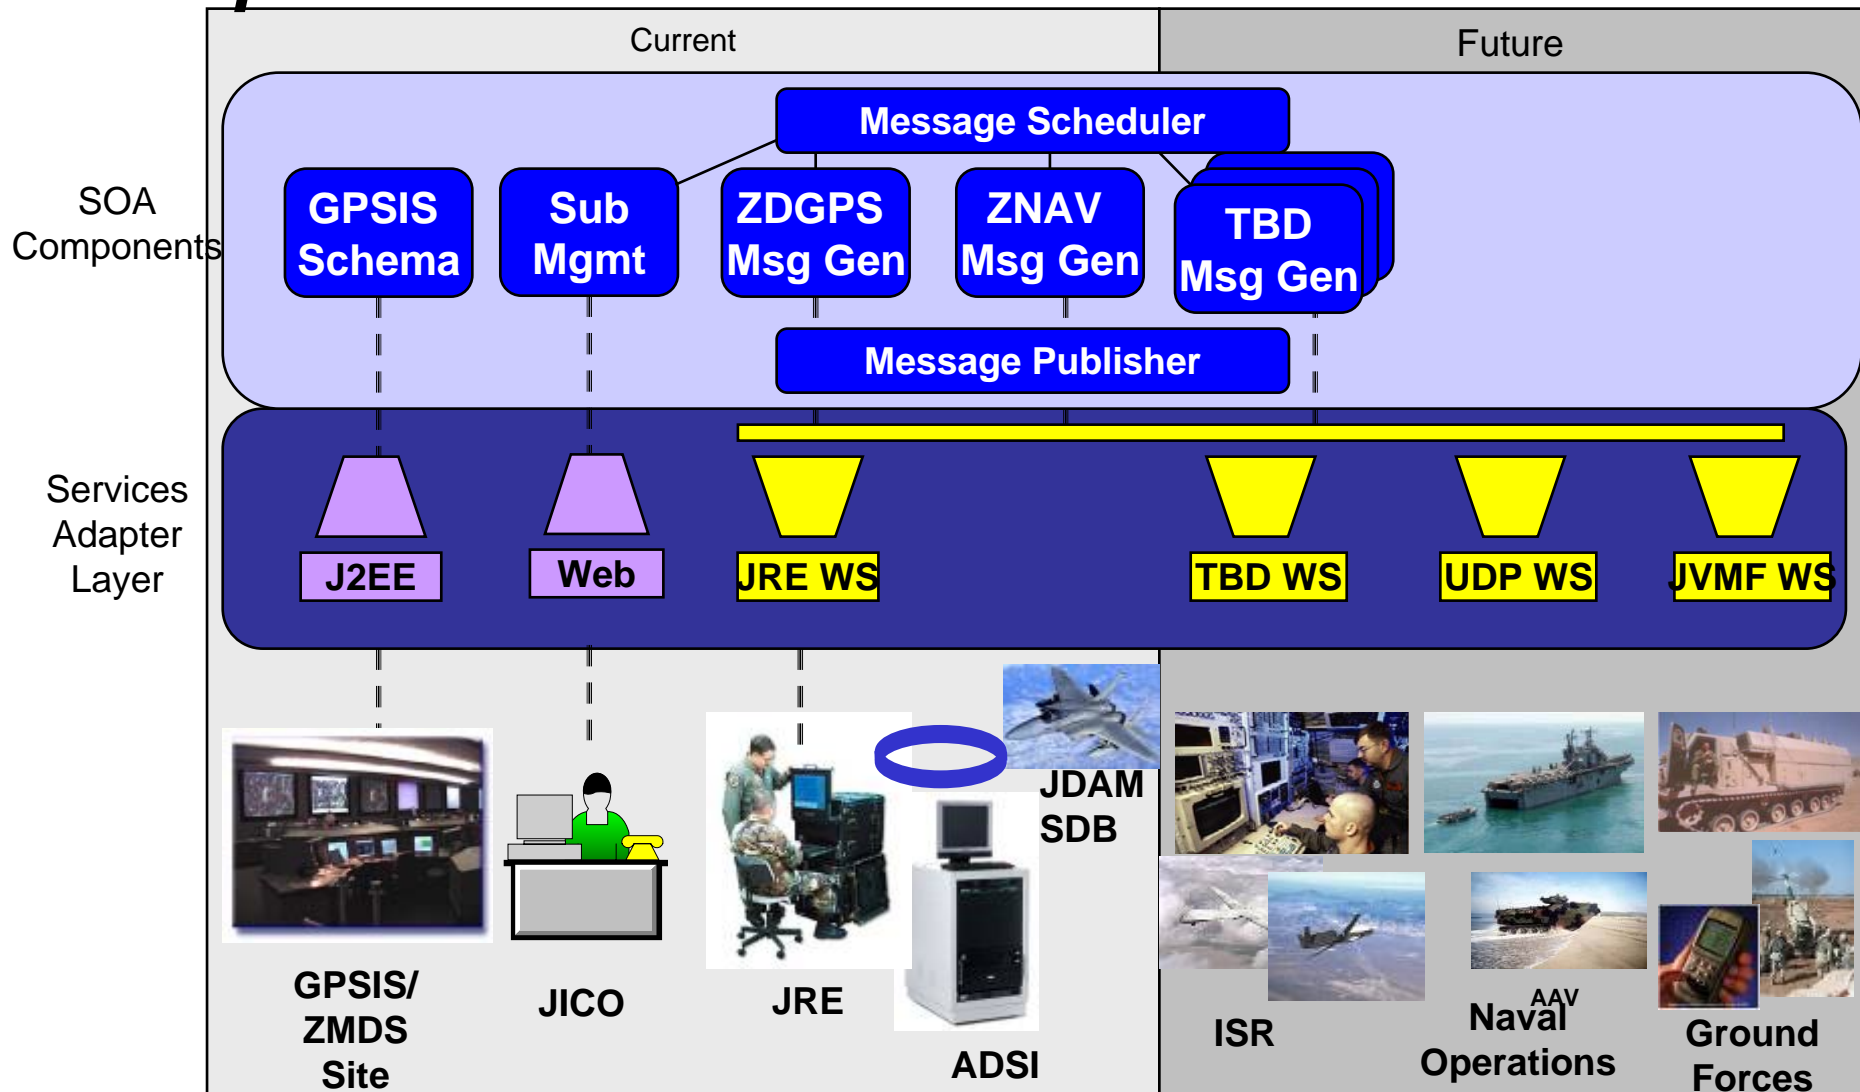 Current
Future
Message Scheduler
SOA
Components
GPSIS
Schema
Sub
Mgmt
ZDGPS
Msg Gen
ZNAV
Msg Gen
TBD
Msg Gen
Message Publisher
Services
Adapter
Layer
J2EE
Web
JRE WS
TBD WS
UDP WS
JVMF WS
JDAM
SDB
GPSIS/
ZMDS
Site
JICO
JRE
ADSI
ISR
AAV
Naval
Operations
Ground
Forces